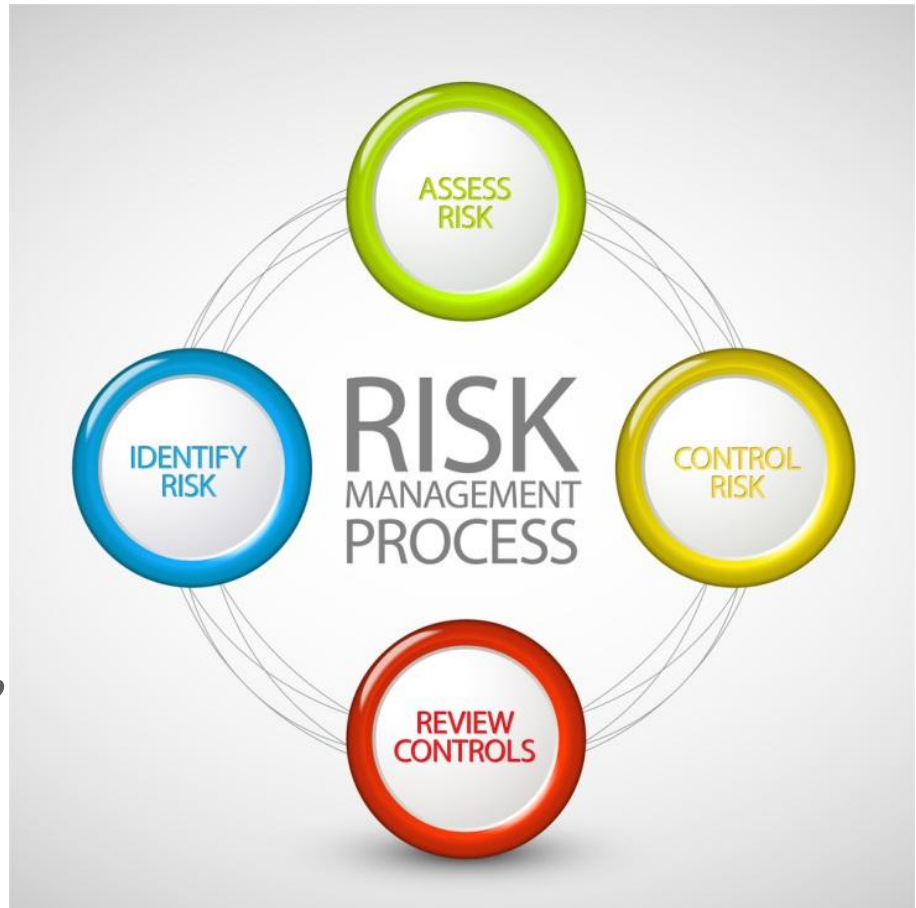 ASSESS
RISK
IDENTIFY
RISK
RISK
MANAGEMENT
PROCESS
CONTROL
RISK
REVIEW
CONTROLS